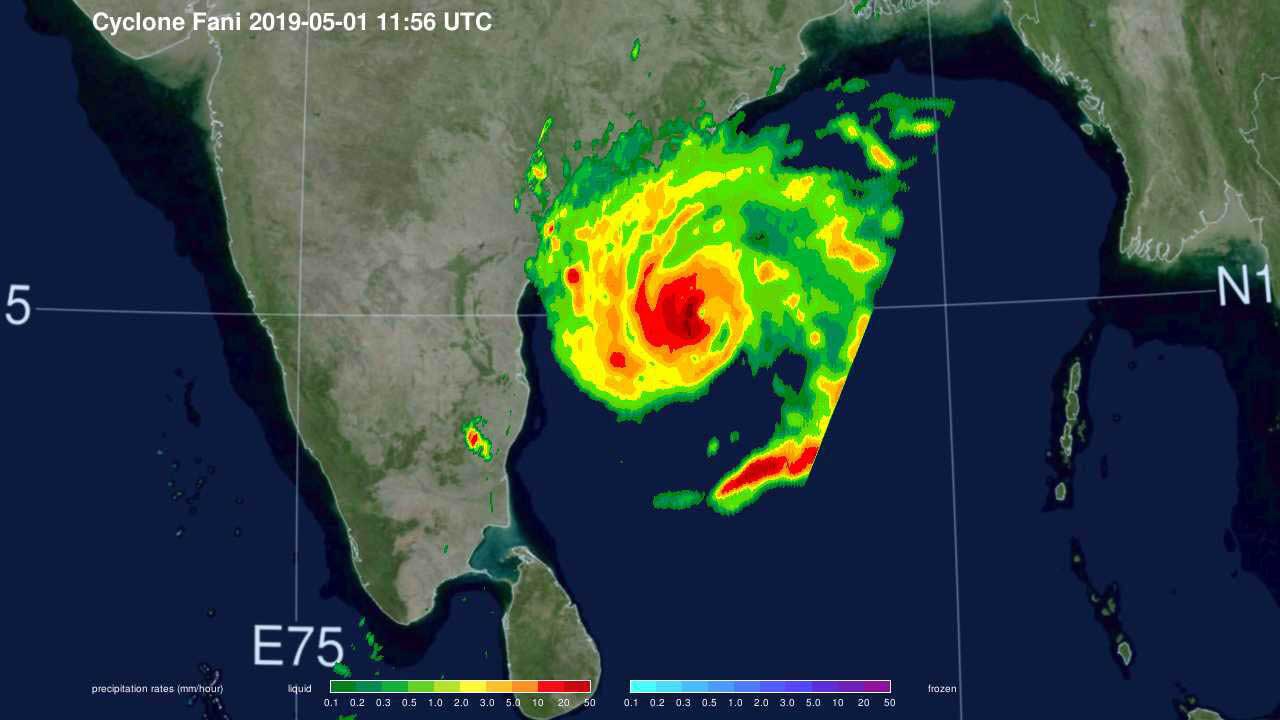 Cyclone Fani 2019-05-01 11:56 UTC
5
N1
E75
precipitation rates (mm/hour)
liquid
0.1 0.2 0.3 0.5 1.0 2.0 3.0 5.0 10 20 50
0.1 0.2 0.3 0.5 1.0 2.0 3.0 5.0 10 20 50
frozen